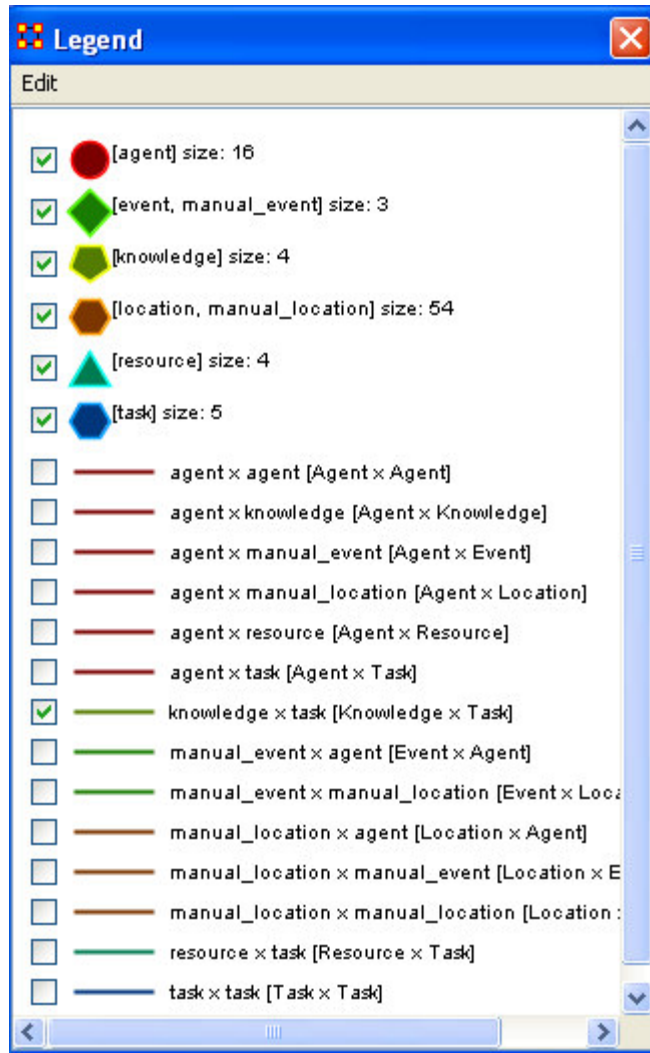 Legend
Edit
[agent] size: 16
[event, manual_event] size: 3
[knowledge] size: 4
[location, manual_location] size: 54
[resource] size: 4
[task] size: 5
agent x agent [Agent x Agent]
agent x knowledge [Agent x Knowledge]
agent x manual_event [Agent x Event]
agent x manual_location [Agent x Location]
agent x resource [Agent x Resource]
agent x task [Agent x Task]
knowledge x task [Knowledge x Task]
manual_event x agent [Event x Agent]
manual_event x manual_location [Event x Loca
manual_location x agent [Location x Agent]
manual_location x manual_event [Location x E
manual_location x manual_location [Location :
resource x task [Resource x Task]
task x task [Task x Task]